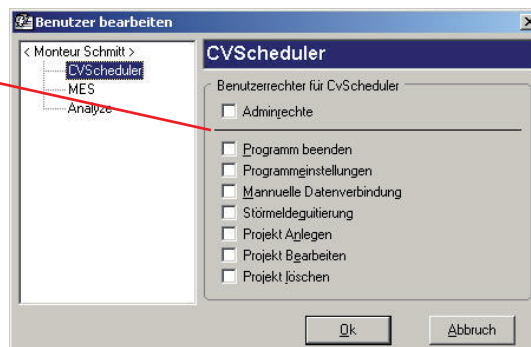 Benutzer bearbeiten
< Monteur Schmitt >
CVScheduler
MES
Analyze
CVScheduler
Benutzerrechter für CvScheduler
Adminrechte
Programm beenden
Programmeinstellungen
Mannuelle Datenverbindung
Störmeldeguitierung
Projekt Anlegen
Projekt Bearbeiten
Projekt löschen
Ok
Abbruch